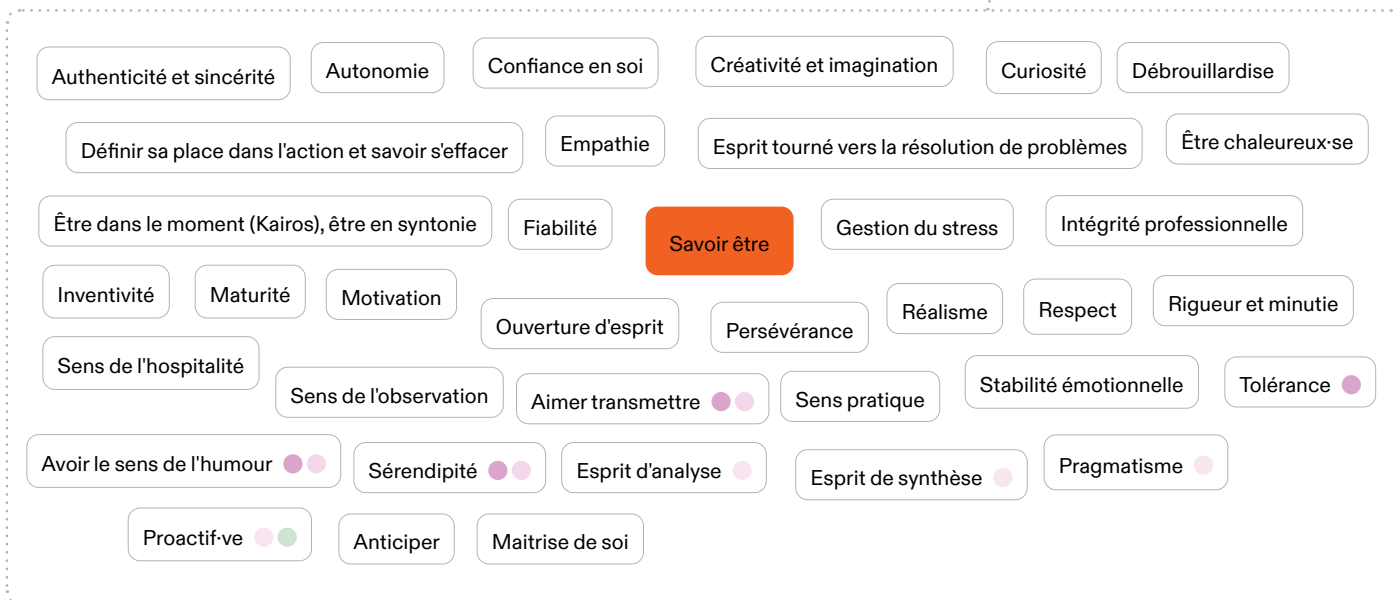 Authenticité et sincérité
Autonomie
Confiance en soi
Créativité et imagination
Curiosité
Débrouillardise
Définir sa place dans l'action et savoir s'effacer
Empathie
Esprit tourné vers la résolution de problèmes
Être chaleureux·se
Être dans le moment (Kairos), être en syntonie
Fiabilité
Savoir être
Gestion du stress
Intégrité professionnelle
Inventivité
Maturité
Motivation
Ouverture d'esprit
Persévérance
Réalisme
Respect
Rigueur et minutie
Sens de l'hospitalité
Sens de l'observation
Aimer transmettre
Sens pratique
Stabilité émotionnelle
Tolérance
Avoir le sens de l'humour
Sérendipité
Esprit d'analyse
Esprit de synthèse
Pragmatisme
Proactif·ve
Anticiper
Maitrise de soi